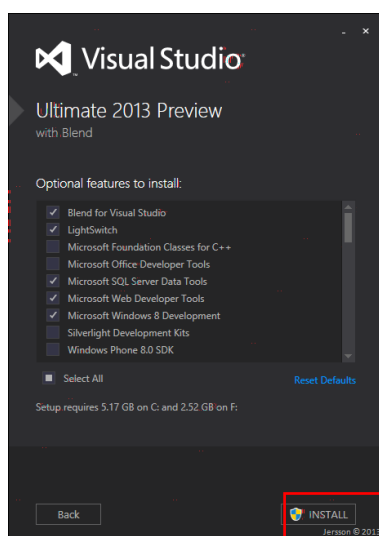 Visual Studio
Ultimate 2013 Preview
with Blend
Optional features to install:
Blend for Visual Studio
LightSwitch
Microsoft Foundation Classes for C++
Microsoft Office Developer Tools
Microsoft SQL Server Data Tools
Microsoft Web Developer Tools
Microsoft Windows 8 Development
Silverlight Development Kits
Windows Phone 8.0 SDK
Select All Reset Defaults
Setup requires 5.17 GB on C: and 2.52 GB on F:
Back INSTALL
Jersson © 2013